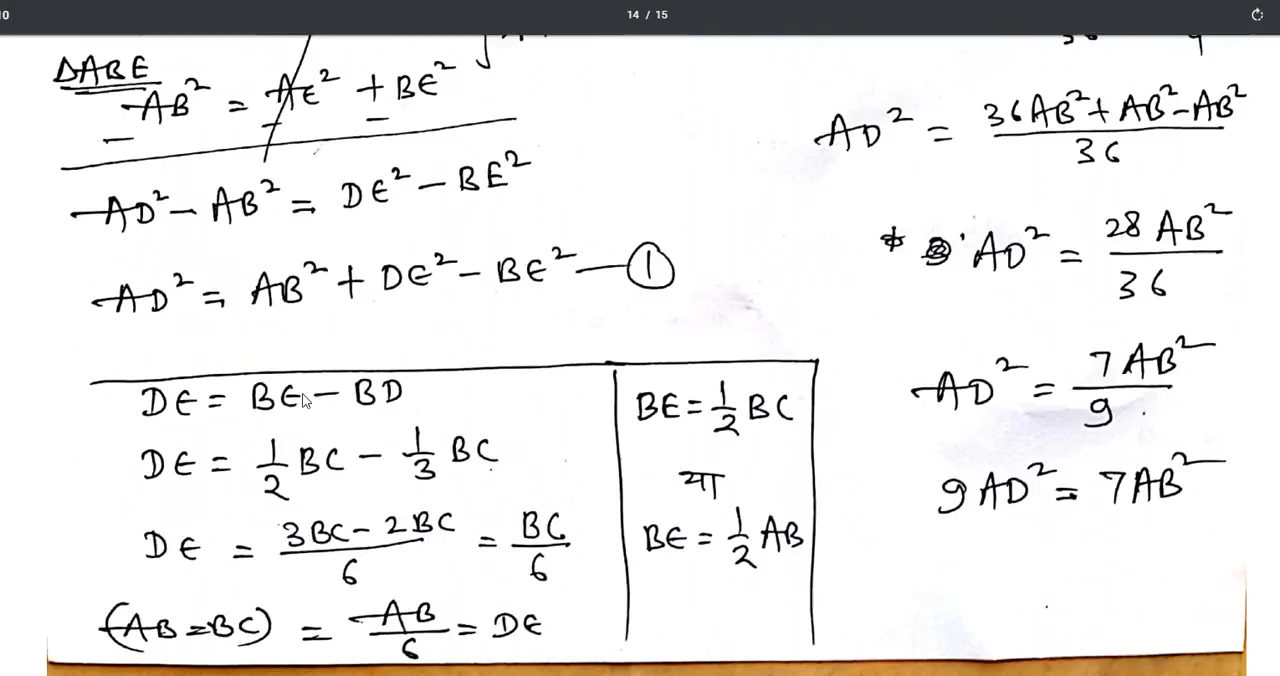 14 / 15
ΔABE
AB² = AE² + BE²
AD² - AB² = DE² - BE²
AD² = AB² + DE² - BE² — ①
DE = BE - BD
DE = 1/2 BC - 1/3 BC
DE = (3BC - 2BC)/6 = BC/6
(AB = BC) = AB/6 = DE
BE = 1/2 BC
या
BE = 1/2 AB
AD² = (36AB² + AB² - AB²)/36
* AD² = 28 AB²/36
AD² = 7AB²/9
9AD² = 7AB²